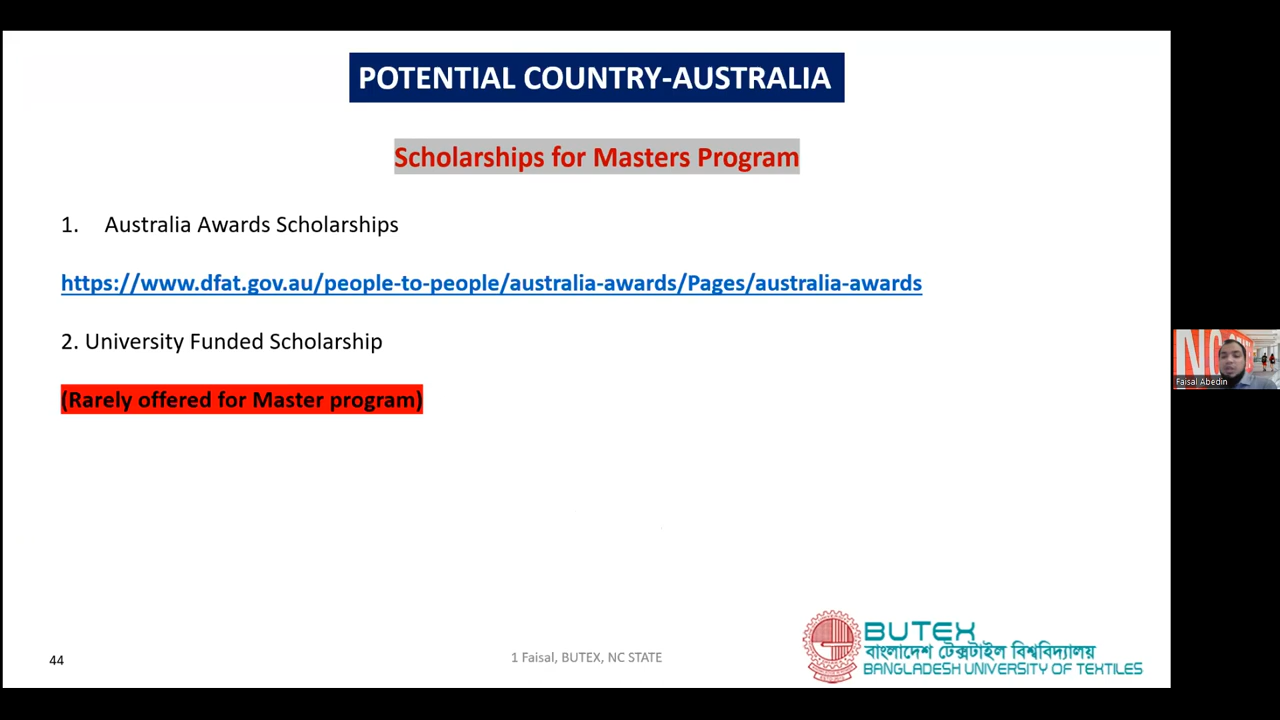 POTENTIAL COUNTRY-AUSTRALIA
Scholarships for Masters Program
1. Australia Awards Scholarships
https://www.dfat.gov.au/people-to-people/australia-awards/Pages/australia-awards
2. University Funded Scholarship
(Rarely offered for Master program)
NC
Faisal Abedin
44
1 Faisal, BUTEX, NC STATE
BUTEX
বাংলাদেশ টেক্সটাইল বিশ্ববিদ্যালয়
BANGLADESH UNIVERSITY OF TEXTILES